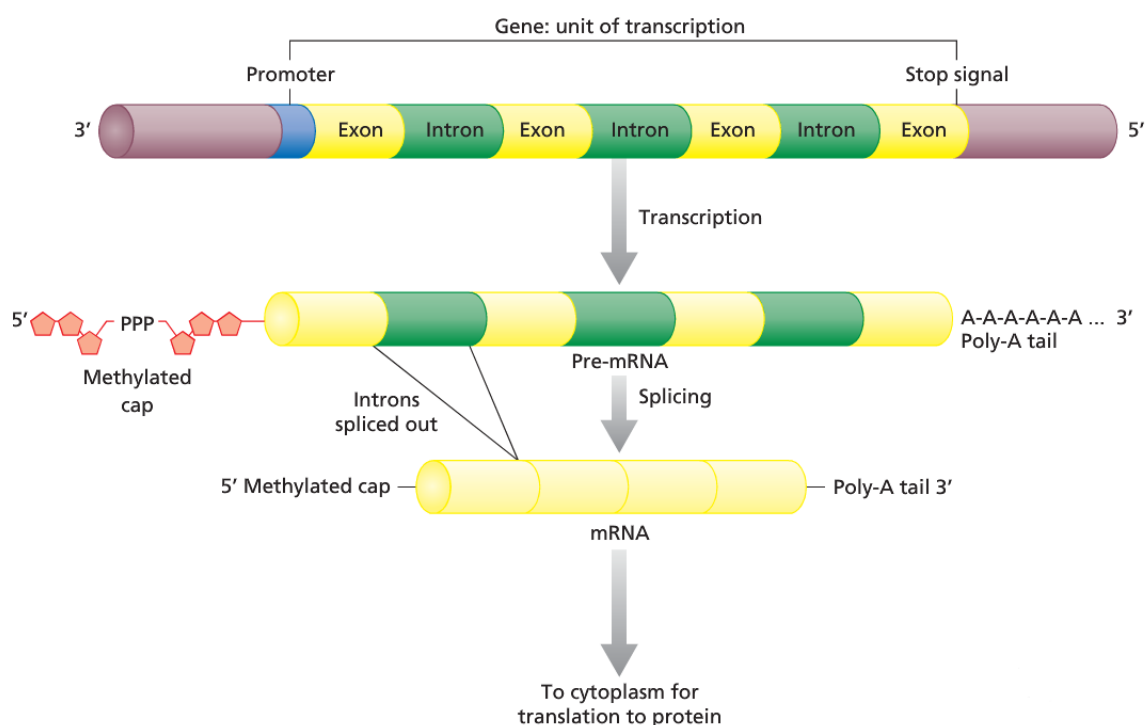 Gene: unit of transcription
Promoter
Stop signal
3’
Exon
Intron
Exon
Intron
Exon
Intron
Exon
5’
Transcription
5’
PPP
A-A-A-A-A-A ... 3’
Poly-A tail
Methylated
cap
Pre-mRNA
Introns
spliced out
Splicing
5’ Methylated cap
Poly-A tail 3’
mRNA
To cytoplasm for
translation to protein